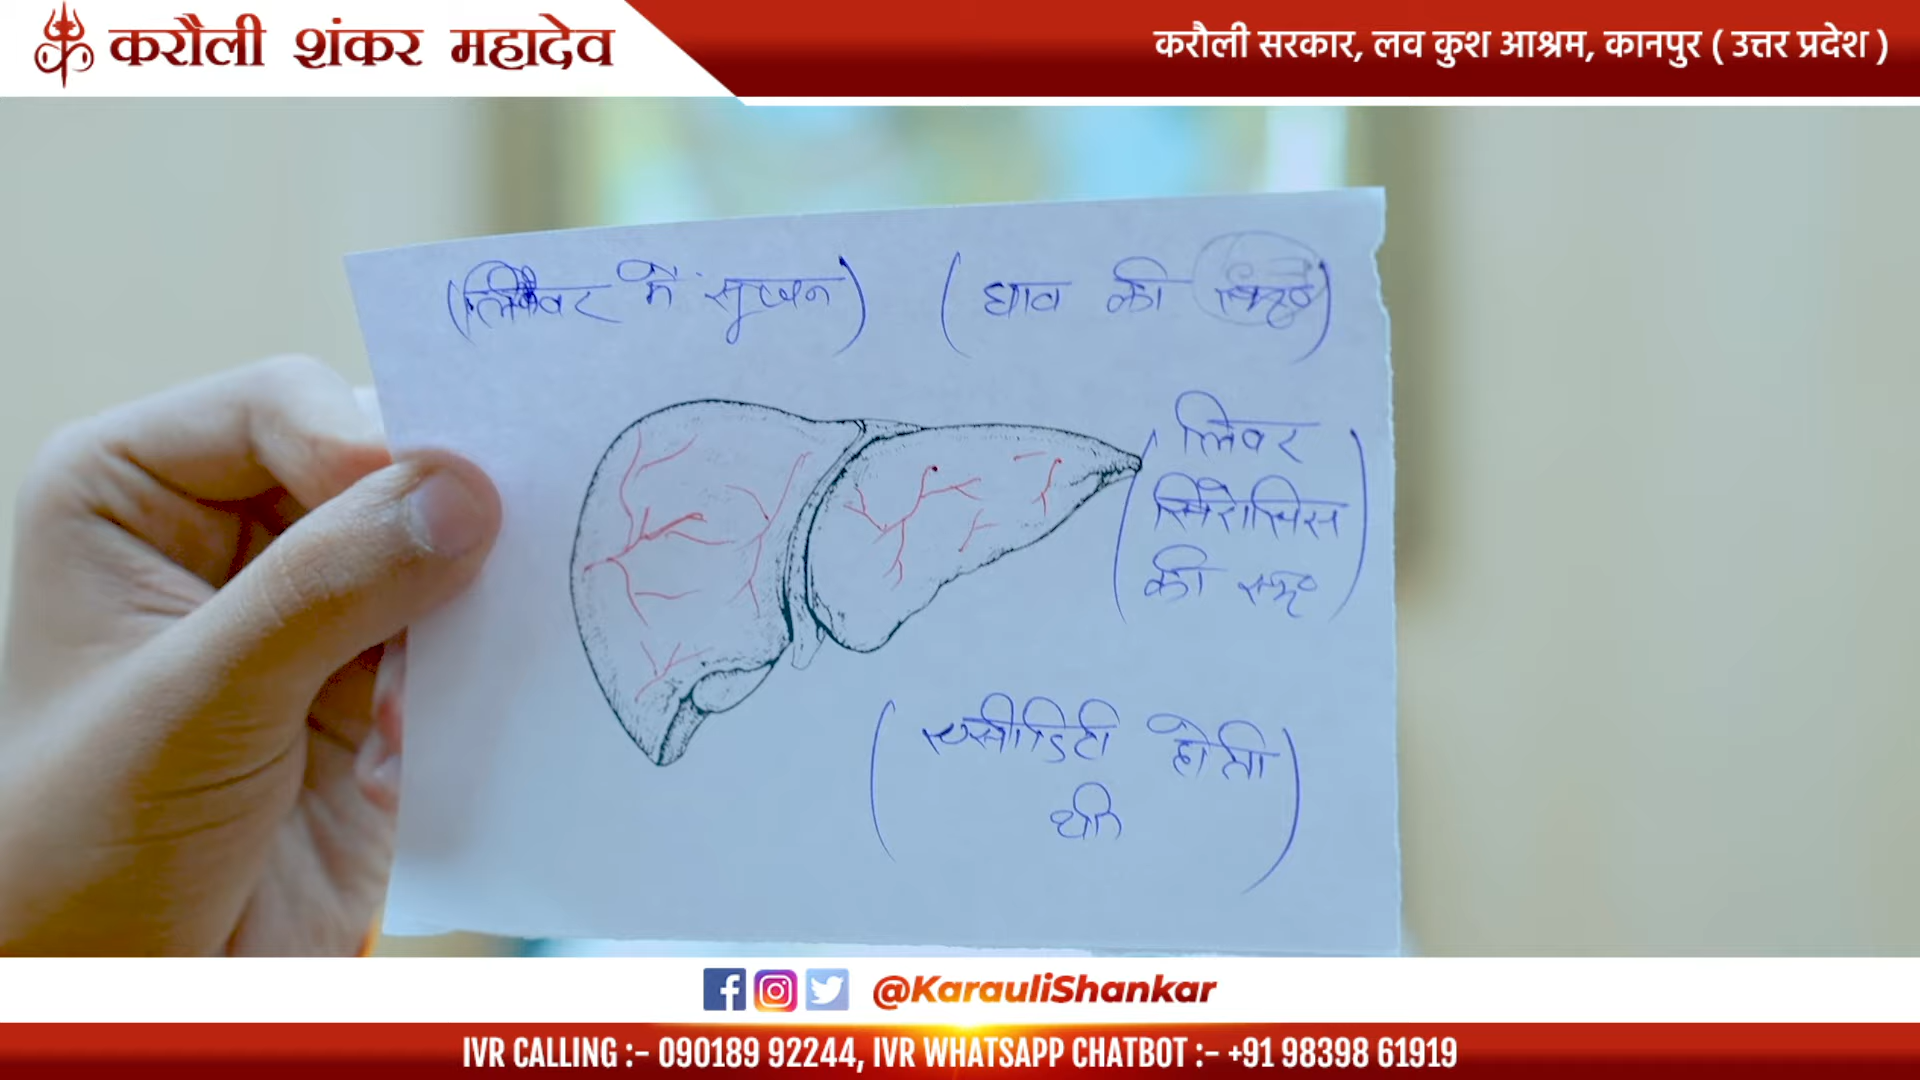 करौली शंकर महादेव
करौली सरकार, लव कुश आश्रम, कानपुर ( उत्तर प्रदेश )
(लिवर में सूजन) (घाव की
लिवर
सिरोसिस
की
(एसीडिटी होती
थी)
@KarauliShankar
IVR CALLING :- 090189 92244, IVR WHATSAPP CHATBOT :- +91 98398 61919